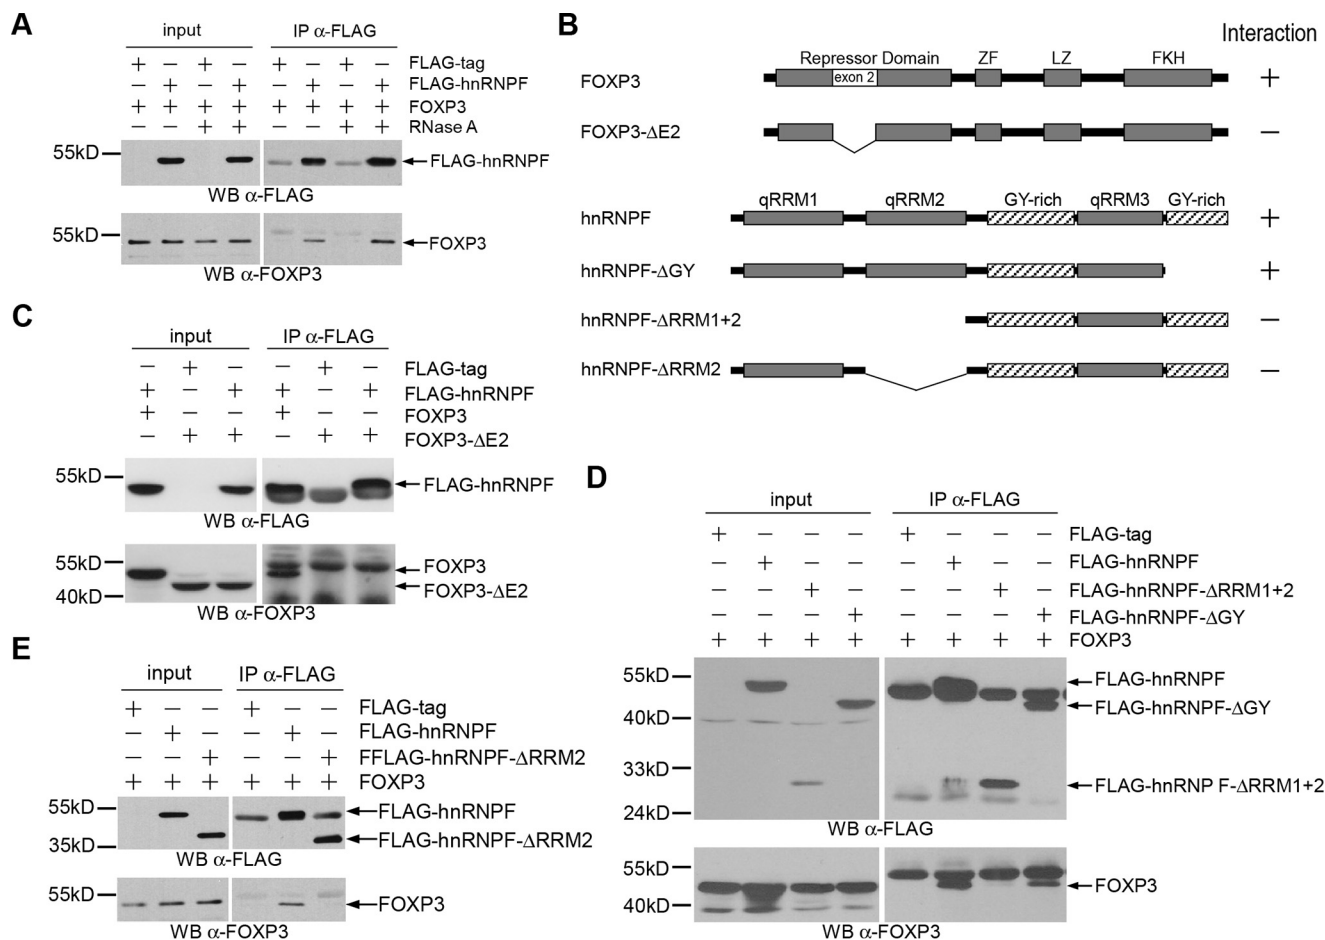 A
input IP α-FLAG
+ − + − + − + − FLAG-tag
− + − + − + − + FLAG-hnRNPF
+ + + + + + + + FOXP3
− − + + − − + + RNase A
55kD FLAG-hnRNPF
WB α-FLAG
55kD FOXP3
WB α-FOXP3
B
Interaction
Repressor Domain ZF LZ FKH
FOXP3 exon 2 +
FOXP3-ΔE2 −
qRRM1 qRRM2 GY-rich qRRM3 GY-rich
hnRNPF +
hnRNPF-ΔGY +
hnRNPF-ΔRRM1+2 −
hnRNPF-ΔRRM2 −
C
input IP α-FLAG
− + − − + − FLAG-tag
+ − + + − + FLAG-hnRNPF
+ − − + − − FOXP3
− + + − + + FOXP3-ΔE2
55kD FLAG-hnRNPF
WB α-FLAG
55kD FOXP3
40kD FOXP3-ΔE2
WB α-FOXP3
D
input IP α-FLAG
+ − − − + − − − FLAG-tag
− + − − − + − − FLAG-hnRNPF
− − + − − − + − FLAG-hnRNPF-ΔRRM1+2
− − − + − − − + FLAG-hnRNPF-ΔGY
+ + + + + + + + FOXP3
55kD FLAG-hnRNPF
40kD FLAG-hnRNPF-ΔGY
33kD FLAG-hnRNP F-ΔRRM1+2
24kD
WB α-FLAG
55kD
40kD FOXP3
WB α-FOXP3
E
input IP α-FLAG
+ − − + − − FLAG-tag
− + − − + − FLAG-hnRNPF
− − + − − + FFLAG-hnRNPF-ΔRRM2
+ + + + + + FOXP3
55kD FLAG-hnRNPF
35kD FLAG-hnRNPF-ΔRRM2
WB α-FLAG
55kD FOXP3
WB α-FOXP3